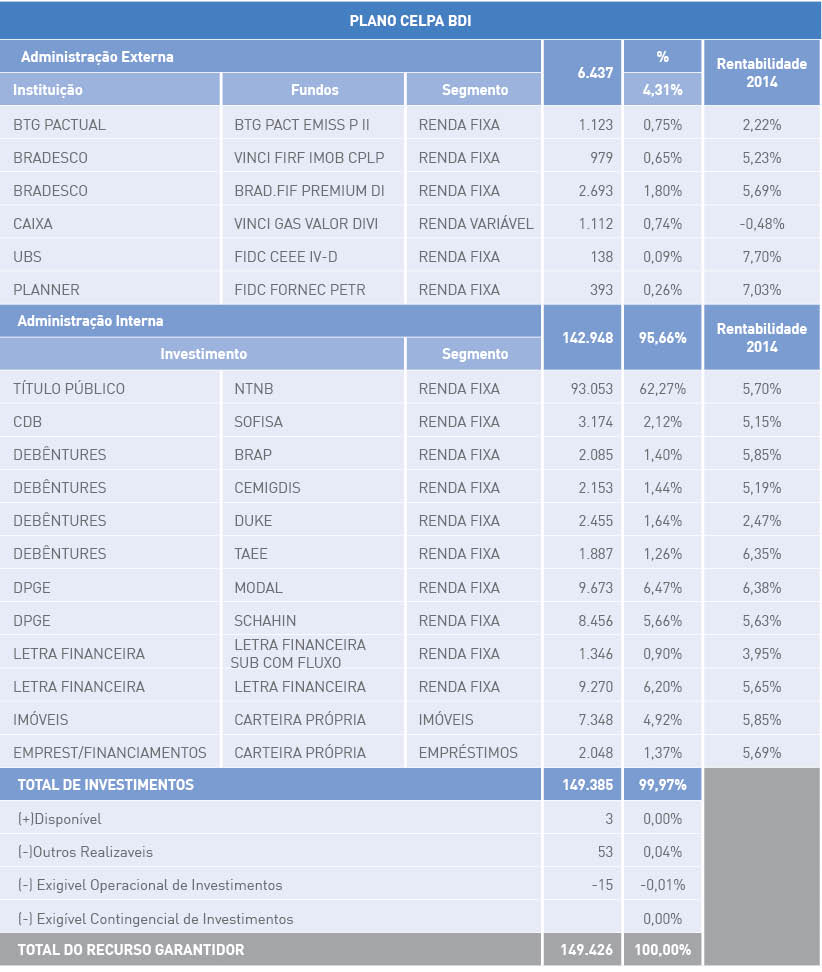 PLANO CELPA BDI
Administração Externa 6.437 % Rentabilidade 2014
Instituição Fundos Segmento 4,31%
BTG PACTUAL BTG PACT EMISS P II RENDA FIXA 1.123 0,75% 2,22%
BRADESCO VINCI FIRF IMOB CPLP RENDA FIXA 979 0,65% 5,23%
BRADESCO BRAD.FIF PREMIUM DI RENDA FIXA 2.693 1,80% 5,69%
CAIXA VINCI GAS VALOR DIVI RENDA VARIÁVEL 1.112 0,74% -0,48%
UBS FIDC CEEE IV-D RENDA FIXA 138 0,09% 7,70%
PLANNER FIDC FORNEC PETR RENDA FIXA 393 0,26% 7,03%
Administração Interna 142.948 95,66% Rentabilidade 2014
Investimento Segmento
TÍTULO PÚBLICO NTNB RENDA FIXA 93.053 62,27% 5,70%
CDB SOFISA RENDA FIXA 3.174 2,12% 5,15%
DEBÊNTURES BRAP RENDA FIXA 2.085 1,40% 5,85%
DEBÊNTURES CEMIGDIS RENDA FIXA 2.153 1,44% 5,19%
DEBÊNTURES DUKE RENDA FIXA 2.455 1,64% 2,47%
DEBÊNTURES TAEE RENDA FIXA 1.887 1,26% 6,35%
DPGE MODAL RENDA FIXA 9.673 6,47% 6,38%
DPGE SCHAHIN RENDA FIXA 8.456 5,66% 5,63%
LETRA FINANCEIRA LETRA FINANCEIRA SUB COM FLUXO RENDA FIXA 1.346 0,90% 3,95%
LETRA FINANCEIRA LETRA FINANCEIRA RENDA FIXA 9.270 6,20% 5,65%
IMÓVEIS CARTEIRA PRÓPRIA IMÓVEIS 7.348 4,92% 5,85%
EMPREST/FINANCIAMENTOS CARTEIRA PRÓPRIA EMPRÉSTIMOS 2.048 1,37% 5,69%
TOTAL DE INVESTIMENTOS 149.385 99,97%
(+)Disponível 3 0,00%
(-)Outros Realizaveis 53 0,04%
(-) Exigivel Operacional de Investimentos -15 -0,01%
(-) Exigível Contingencial de Investimentos 0,00%
TOTAL DO RECURSO GARANTIDOR 149.426 100,00%